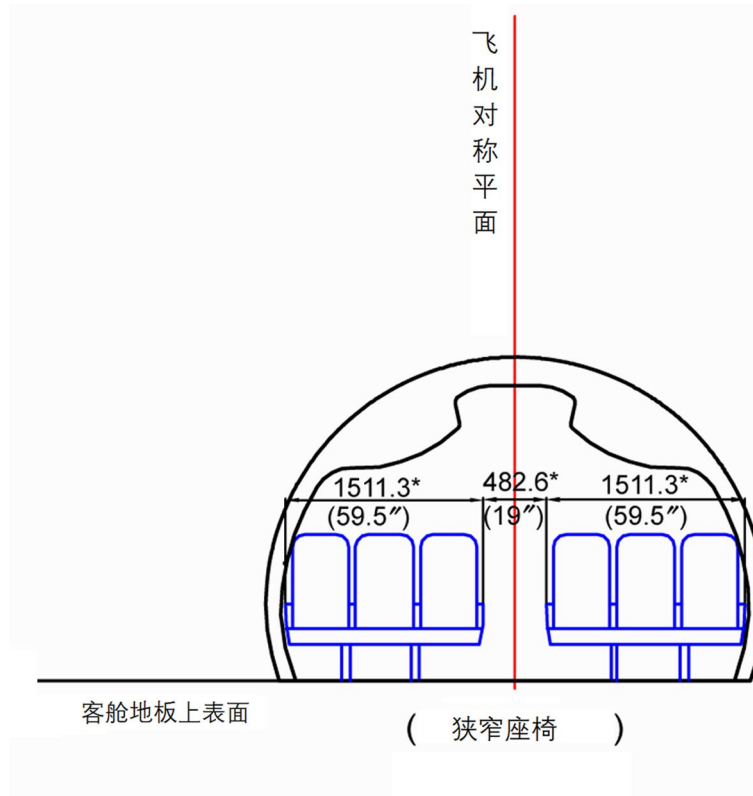 飞机对称平面
1511.3* 482.6* 1511.3*
(59.5″) (19″) (59.5″)
客舱地板上表面
( 狭窄座椅 )